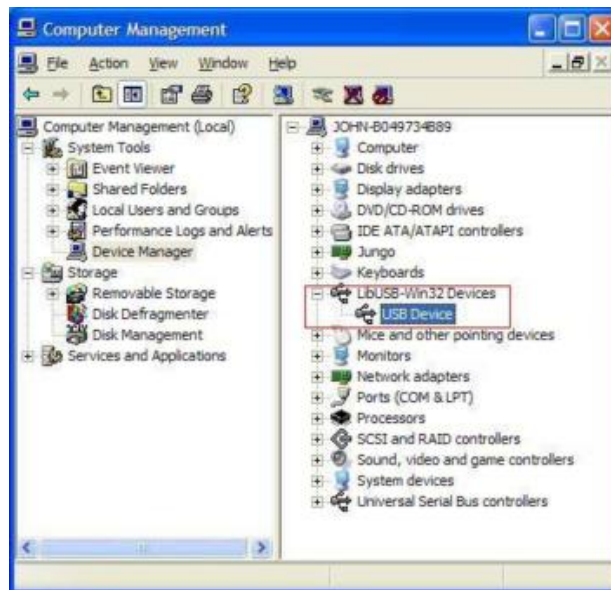 Computer Management
File Action View Window Help
Computer Management (Local)
System Tools
Event Viewer
Shared Folders
Local Users and Groups
Performance Logs and Alerts
Device Manager
Storage
Removable Storage
Disk Defragmenter
Disk Management
Services and Applications
JOHN-B049734B89
Computer
Disk drives
Display adapters
DVD/CD-ROM drives
IDE ATA/ATAPI controllers
Jungo
Keyboards
LibUSB-Win32 Devices
USB Device
Mice and other pointing devices
Monitors
Network adapters
Ports (COM & LPT)
Processors
SCSI and RAID controllers
Sound, video and game controllers
System devices
Universal Serial Bus controllers